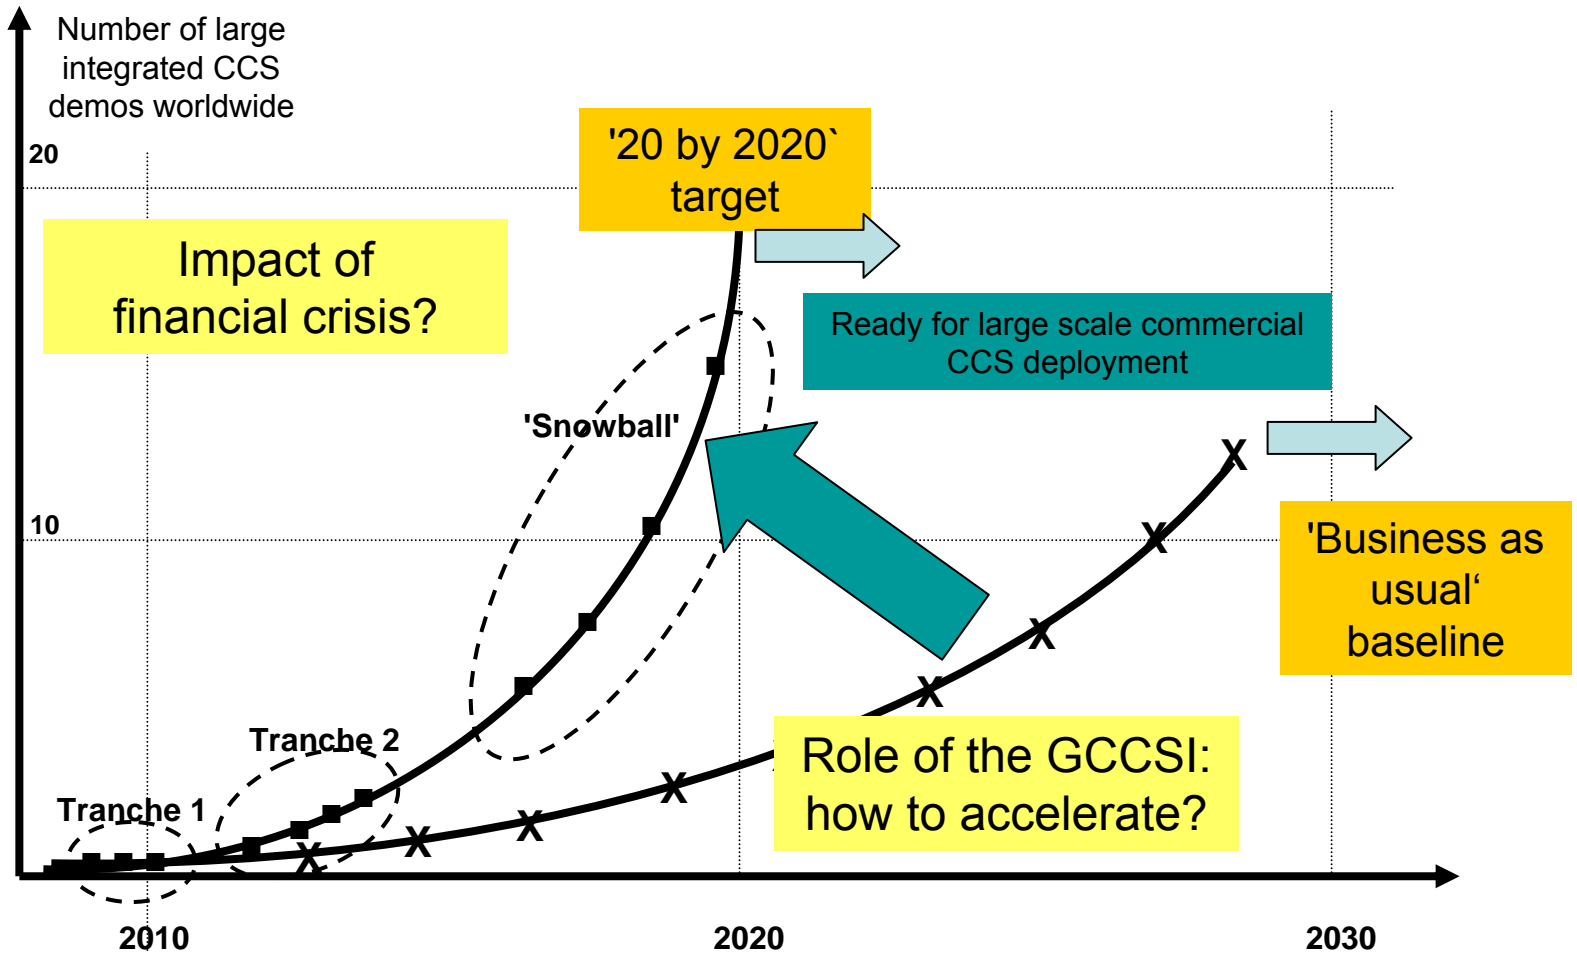 Number of large
integrated CCS
demos worldwide
20
'20 by 2020`
target
Impact of
financial crisis?
Ready for large scale commercial
CCS deployment
'Snowball'
10
'Business as
usual‘
baseline
Tranche 2
Role of the GCCSI:
how to accelerate?
Tranche 1
2010
2020
2030